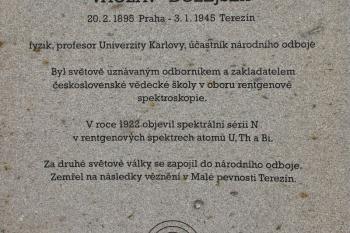 20. 2. 1895 Praha - 3. 1. 1945 Terezín
fyzik, profesor Univerzity Karlovy, účastník národního odboje
Byl světově uznávaným odborníkem a zakladatelem
československé vědecké školy v oboru rentgenové
spektroskopie.
V roce 1922 objevil spektrální sérii N
v rentgenových spektrech atomů U, Th a Bi.
Za druhé světové války se zapojil do národního odboje.
Zemřel na následky věznění v Malé pevnosti Terezín.